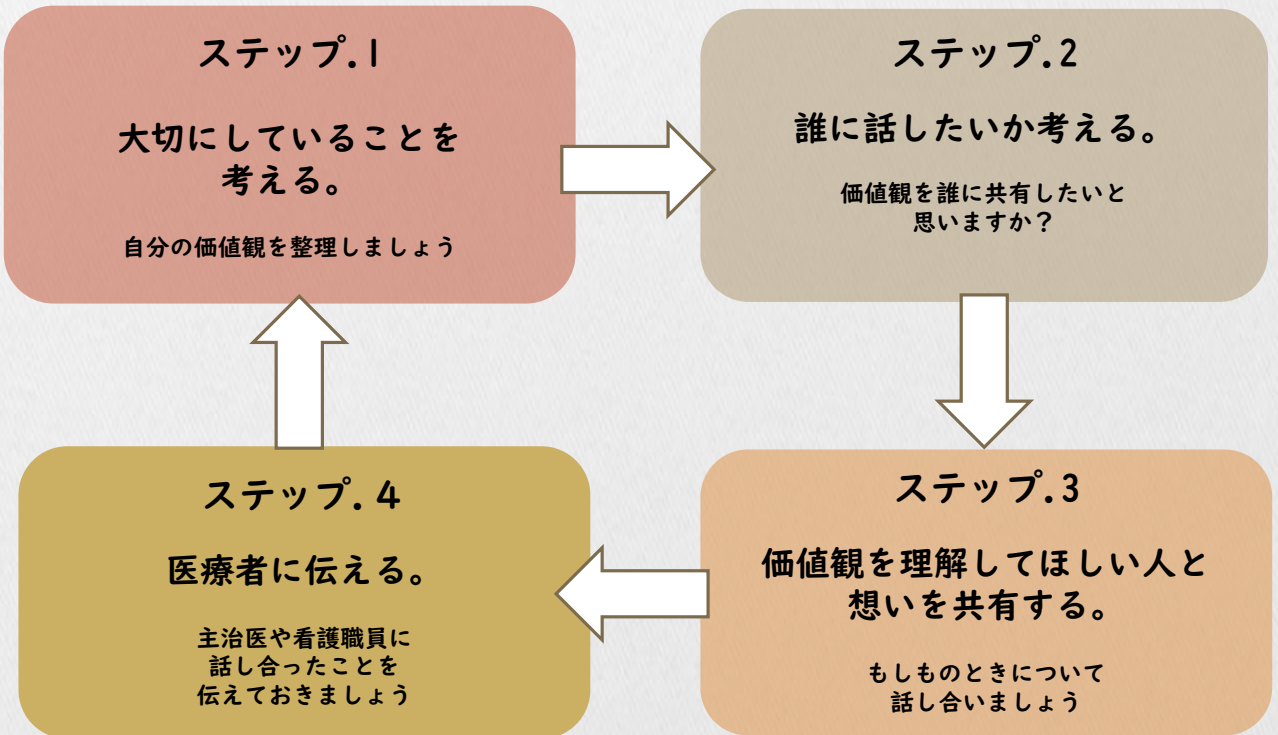 ステップ.1
大切にしていることを
考える。
自分の価値観を整理しましょう
ステップ.2
誰に話したいか考える。
価値観を誰に共有したいと
思いますか？
ステップ.3
価値観を理解してほしい人と
想いを共有する。
もしものときについて
話し合いましょう
ステップ.4
医療者に伝える。
主治医や看護職員に
話し合ったことを
伝えておきましょう